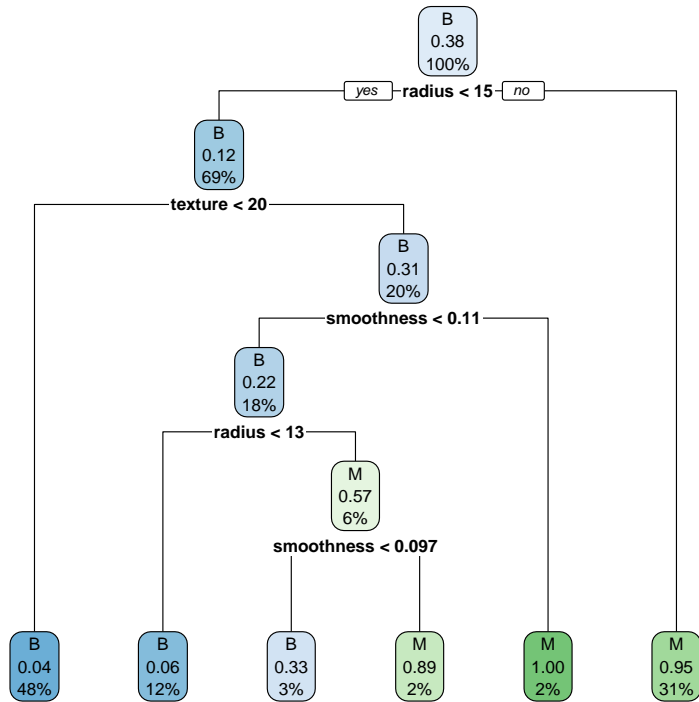 B
0.38
100%
yes radius < 15 no
B
0.12
69%
texture < 20
B
0.31
20%
smoothness < 0.11
B
0.22
18%
radius < 13
M
0.57
6%
smoothness < 0.097
B B B M M M
0.04 0.06 0.33 0.89 1.00 0.95
48% 12% 3% 2% 2% 31%